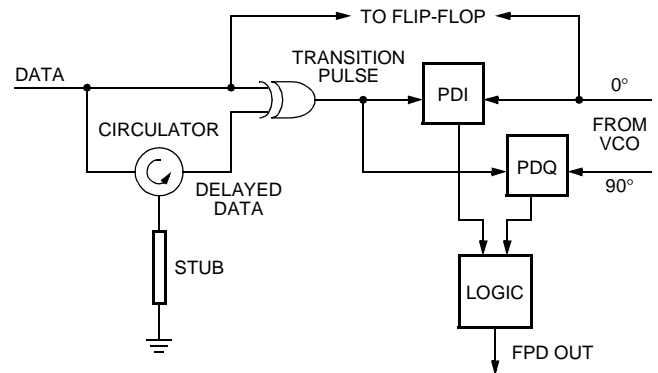 TO FLIP-FLOP
TRANSITION
PULSE
DATA
0°
PDI
CIRCULATOR
FROM
VCO
PDQ
90°
DELAYED
DATA
STUB
LOGIC
FPD OUT